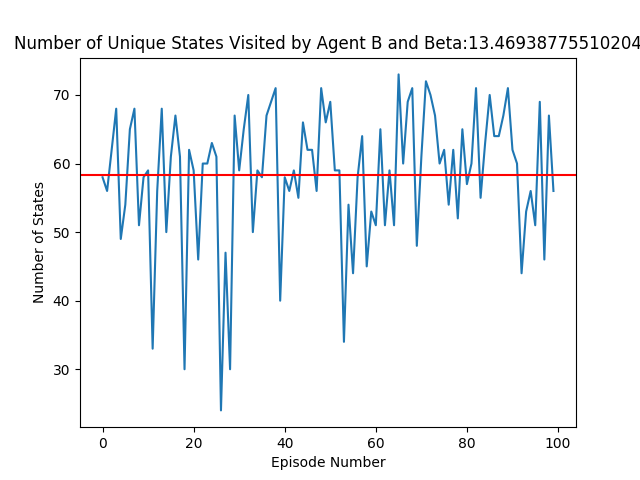 Number of Unique States Visited by Agent B and Beta:13.46938775510204
Number of States
70
60
50
40
30
0 20 40 60 80 100
Episode Number